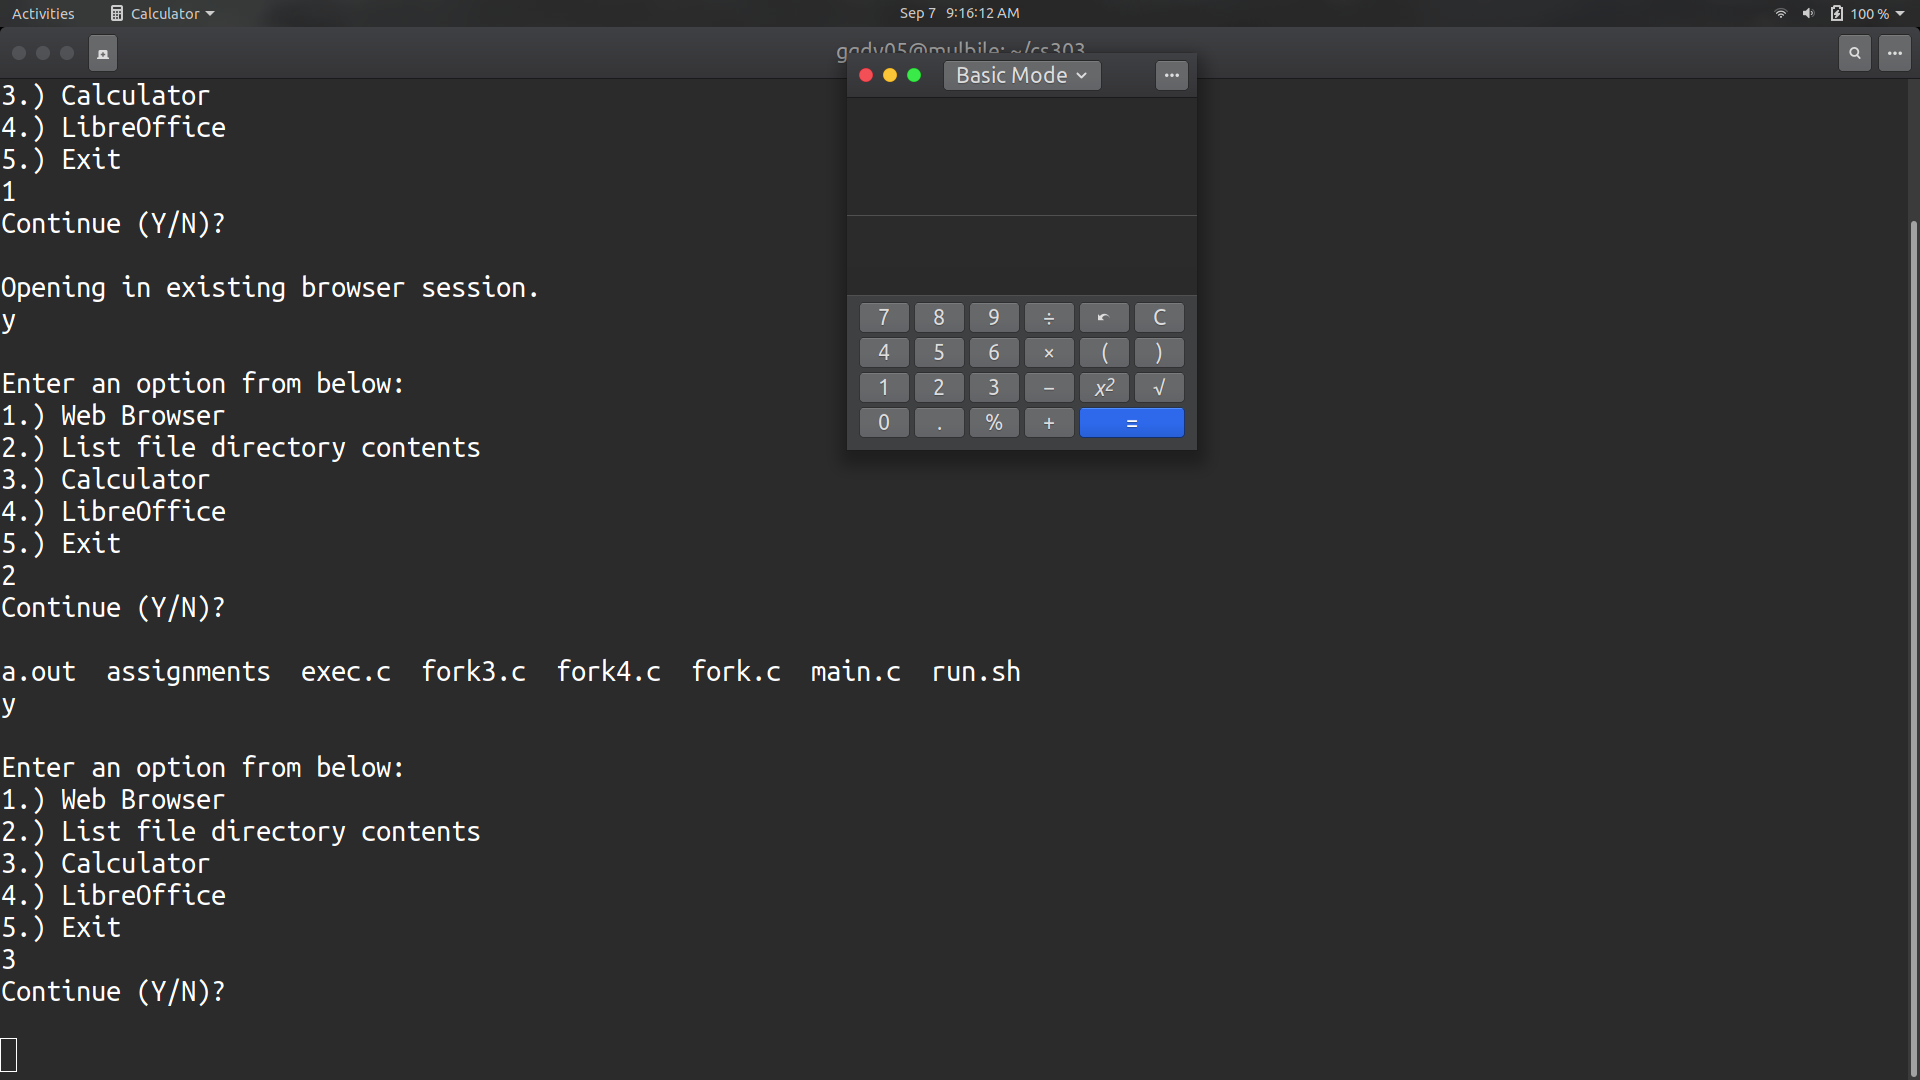 Activities Calculator Sep 7 9:16:12 AM 100 %
~/cs303
Basic Mode
3.) Calculator
4.) LibreOffice
5.) Exit
1
Continue (Y/N)?
Opening in existing browser session.
y
Enter an option from below:
1.) Web Browser
2.) List file directory contents
3.) Calculator
4.) LibreOffice
5.) Exit
2
Continue (Y/N)?
a.out assignments exec.c fork3.c fork4.c fork.c main.c run.sh
y
Enter an option from below:
1.) Web Browser
2.) List file directory contents
3.) Calculator
4.) LibreOffice
5.) Exit
3
Continue (Y/N)?
7 8 9 ÷ C
4 5 6 × ( )
1 2 3 − x² √
0 . % + =